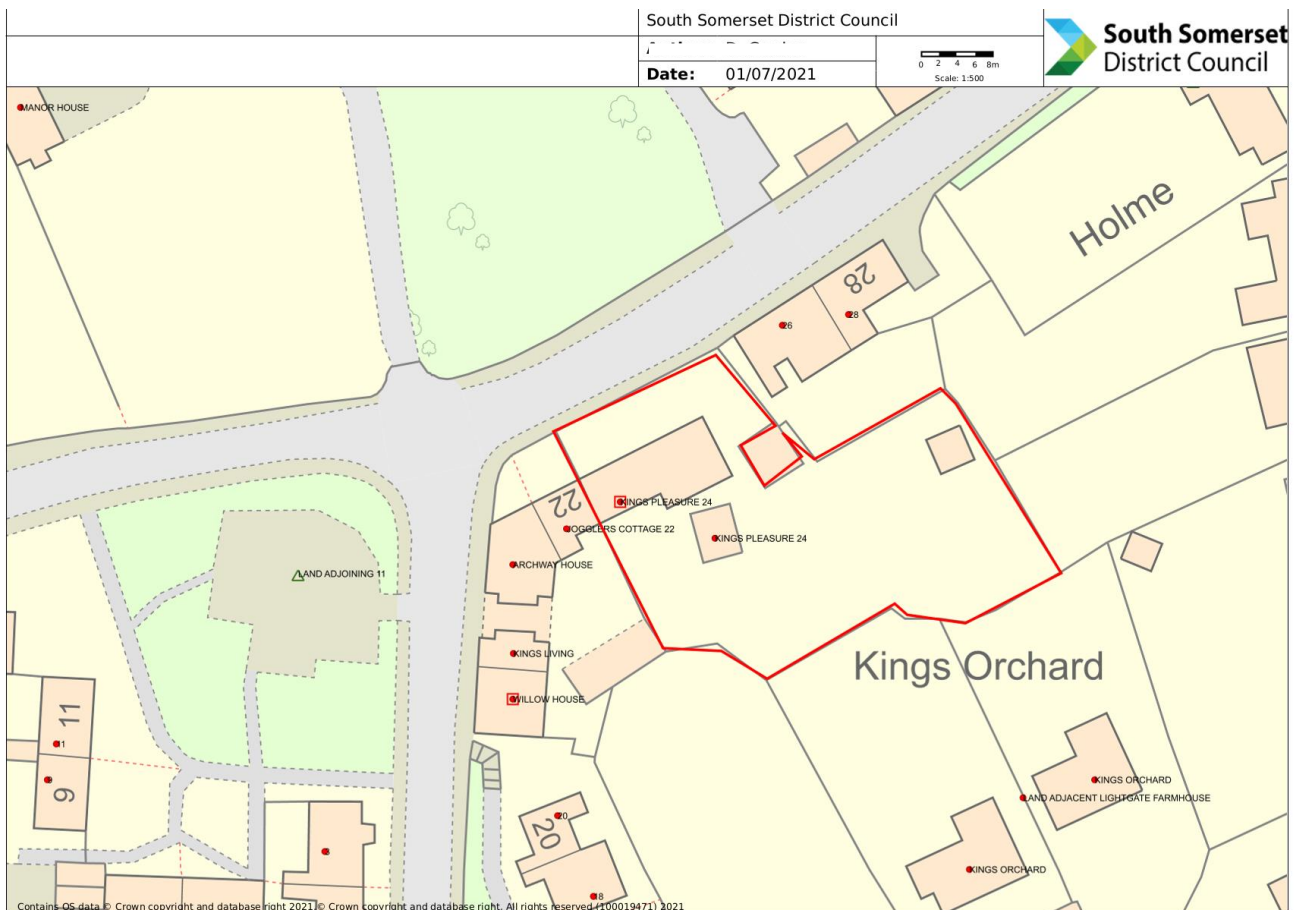 South Somerset District Council
Date: 01/07/2021
0 2 4 6 8m
Scale: 1:500
South Somerset
District Council
MANOR HOUSE
Holme
28
28
26
KINGS PLEASURE 24
22
JOGGLERS COTTAGE 22
KINGS PLEASURE 24
ARCHWAY HOUSE
LAND ADJOINING 11
KINGS LIVING
Kings Orchard
WILLOW HOUSE
11
11
9
9
KINGS ORCHARD
LAND ADJACENT LIGHTGATE FARMHOUSE
20
20
KINGS ORCHARD
18
Contains OS data © Crown copyright and database right 2021.© Crown copyright and database right. All rights reserved (100019471) 2021